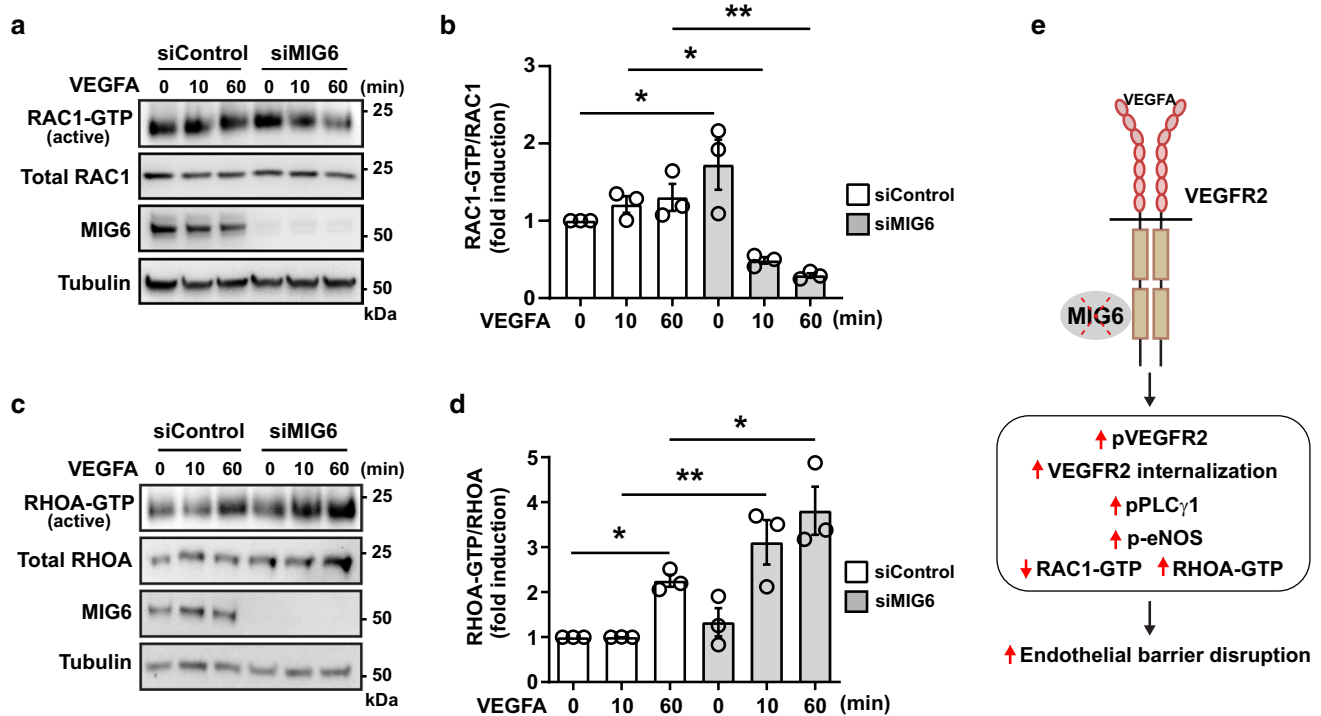 a
siControl siMIG6
VEGFA 0 10 60 0 10 60 (min)
RAC1-GTP
(active)
25
Total RAC1
25
MIG6
50
Tubulin
50
kDa
b
**
*
*
3
2
1
0
RAC1-GTP/RAC1
(fold induction)
siControl
siMIG6
VEGFA 0 10 60 0 10 60 (min)
c
siControl siMIG6
VEGFA 0 10 60 0 10 60 (min)
RHOA-GTP
(active)
25
Total RHOA
25
MIG6
50
Tubulin
50
kDa
d
*
**
*
5
4
3
2
1
0
RHOA-GTP/RHOA
(fold induction)
siControl
siMIG6
VEGFA 0 10 60 0 10 60 (min)
e
VEGFA
VEGFR2
MIG6
pVEGFR2
VEGFR2 internalization
pPLCγ1
p-eNOS
RAC1-GTP RHOA-GTP
Endothelial barrier disruption